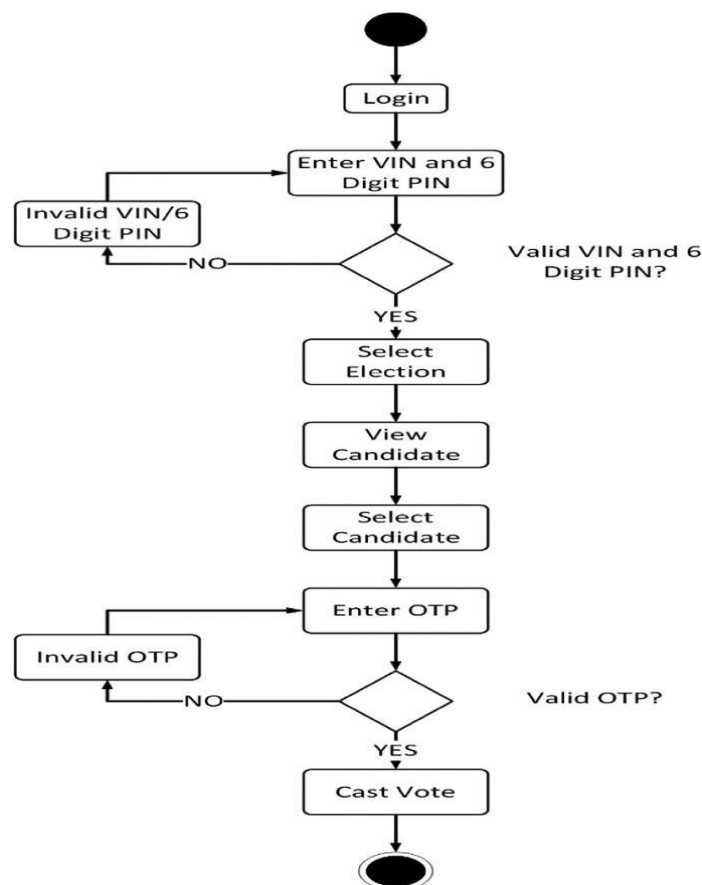 Login
Enter VIN and 6
Digit PIN
Invalid VIN/6
Digit PIN
NO
Valid VIN and 6
Digit PIN?
YES
Select
Election
View
Candidate
Select
Candidate
Enter OTP
Invalid OTP
NO
Valid OTP?
YES
Cast Vote